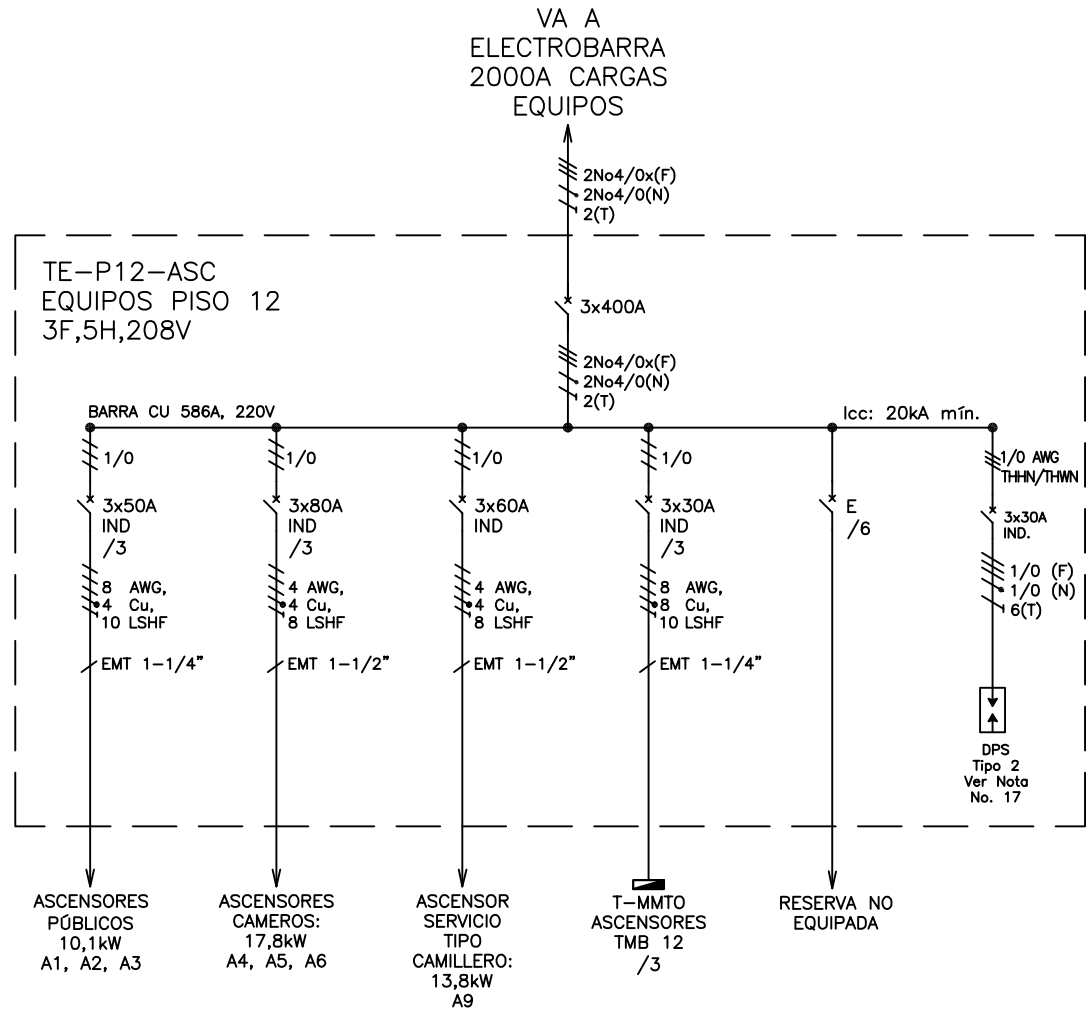 VA A
ELECTROBARRA
2000A CARGAS
EQUIPOS
2No4/0x(F)
2No4/0(N)
2(T)
TE-P12-ASC
EQUIPOS PISO 12
3F,5H,208V
3x400A
2No4/0x(F)
2No4/0(N)
2(T)
BARRA CU 586A, 220V
Icc: 20kA mín.
1/0
3x50A
IND
/3
8 AWG,
4 Cu,
10 LSHF
EMT 1-1/4"
1/0
3x80A
IND
/3
4 AWG,
4 Cu,
8 LSHF
EMT 1-1/2"
1/0
3x60A
IND
4 AWG,
4 Cu,
8 LSHF
EMT 1-1/2"
1/0
3x30A
IND
/3
8 AWG,
8 Cu,
10 LSHF
EMT 1-1/4"
E
/6
1/0 AWG
THHN/THWN
3x30A
IND.
1/0 (F)
1/0 (N)
6(T)
DPS
Tipo 2
Ver Nota
No. 17
ASCENSORES
PÚBLICOS
10,1kW
A1, A2, A3
ASCENSORES
CAMEROS:
17,8kW
A4, A5, A6
ASCENSOR
SERVICIO
TIPO
CAMILLERO:
13,8kW
A9
T-MMTO
ASCENSORES
TMB 12
/3
RESERVA NO
EQUIPADA